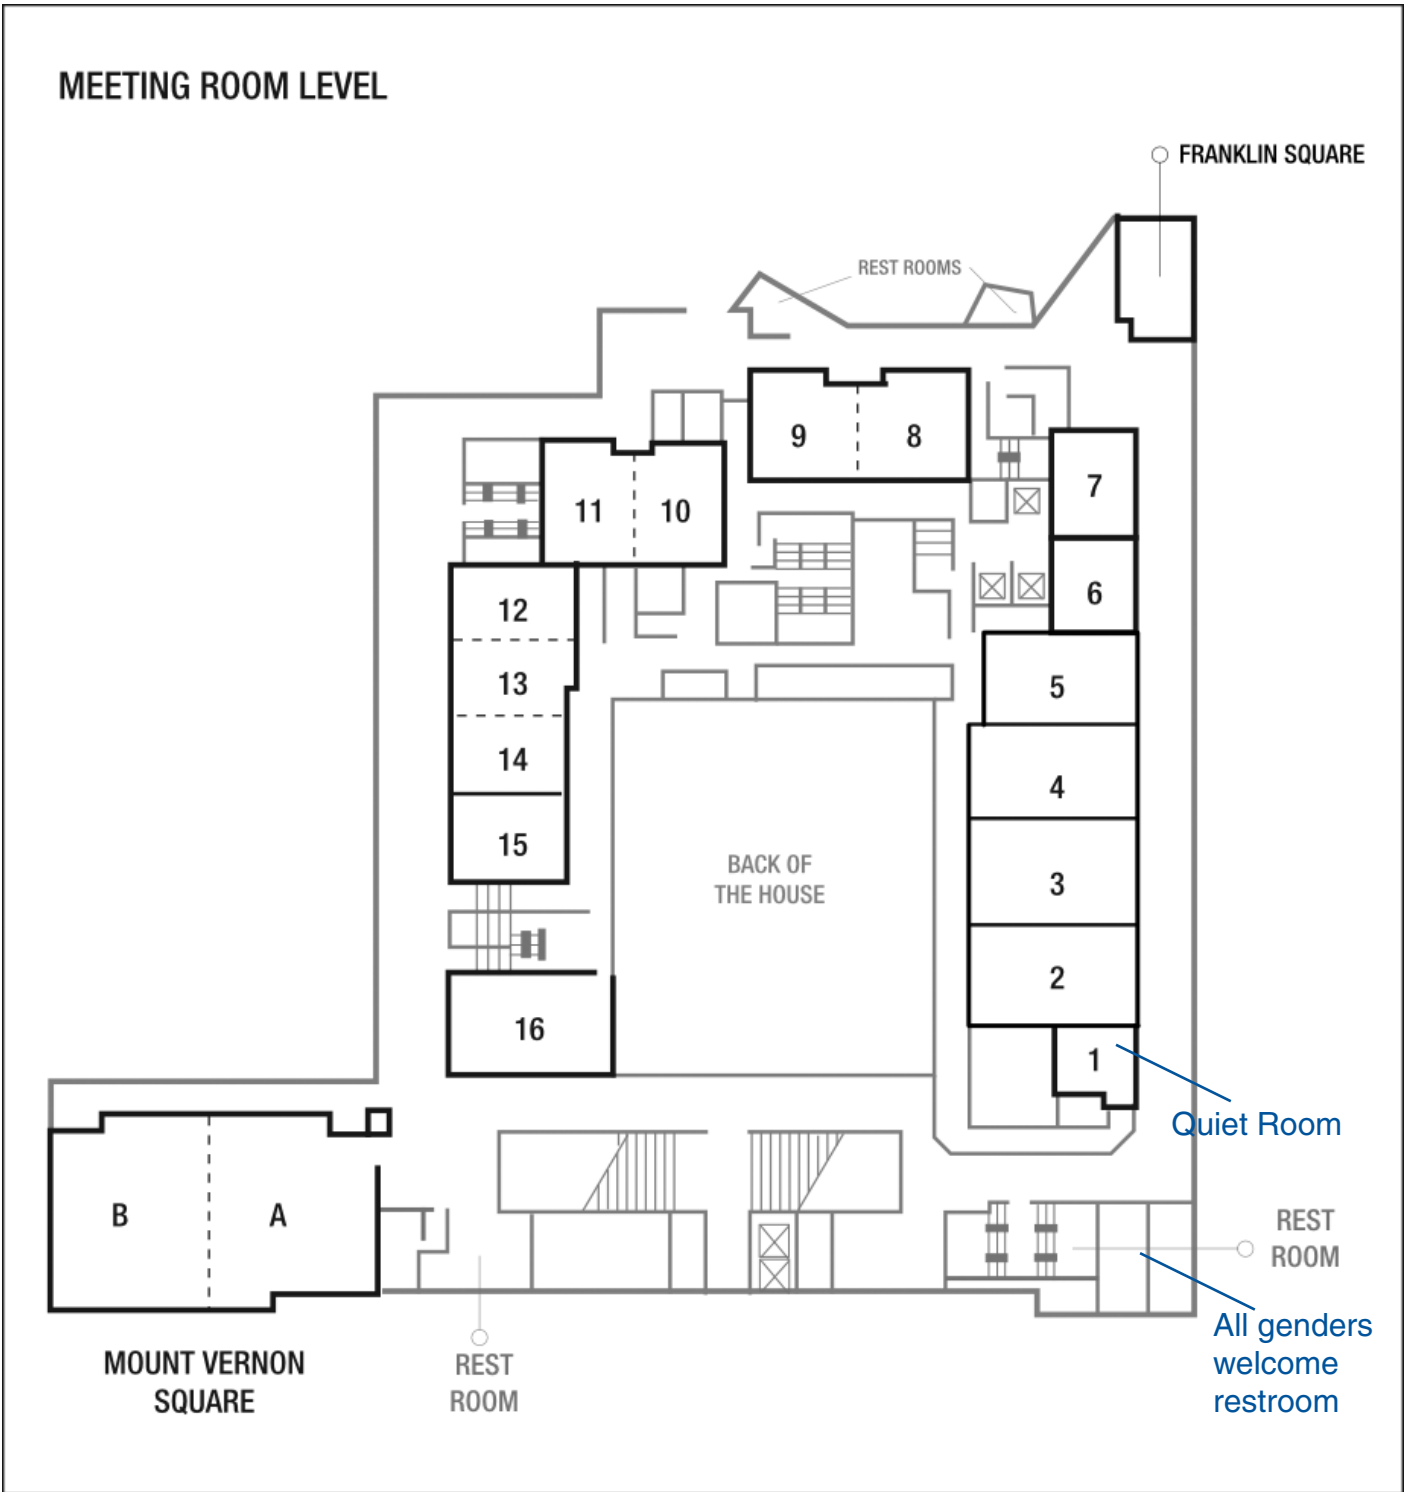 MEETING ROOM LEVEL
FRANKLIN SQUARE
REST ROOMS
9
8
7
11
10
6
12
5
13
14
4
15
BACK OF
THE HOUSE
3
2
16
1
Quiet Room
B
A
REST
ROOM
All genders
welcome
restroom
MOUNT VERNON
SQUARE
REST
ROOM